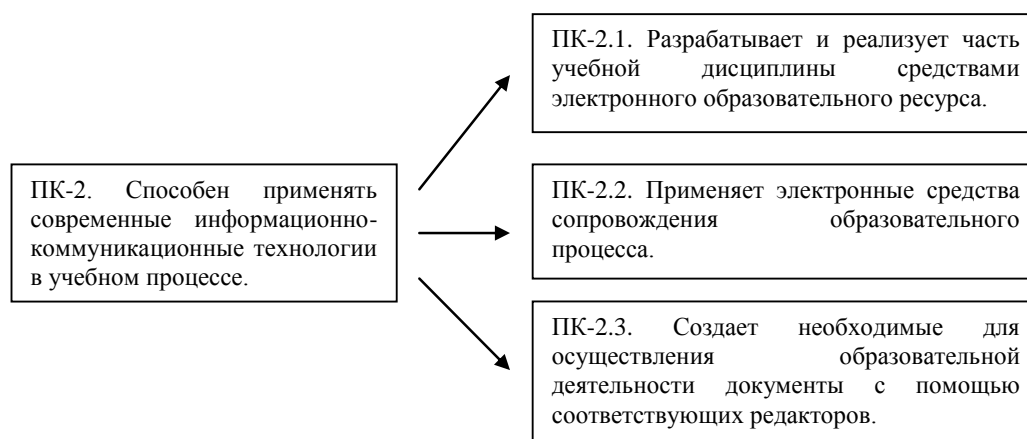 ПК-2. Способен применять
современные информационно-
коммуникационные технологии
в учебном процессе.
ПК-2.1. Разрабатывает и реализует часть
учебной дисциплины средствами
электронного образовательного ресурса.
ПК-2.2. Применяет электронные средства
сопровождения образовательного
процесса.
ПК-2.3. Создает необходимые для
осуществления образовательной
деятельности документы с помощью
соответствующих редакторов.